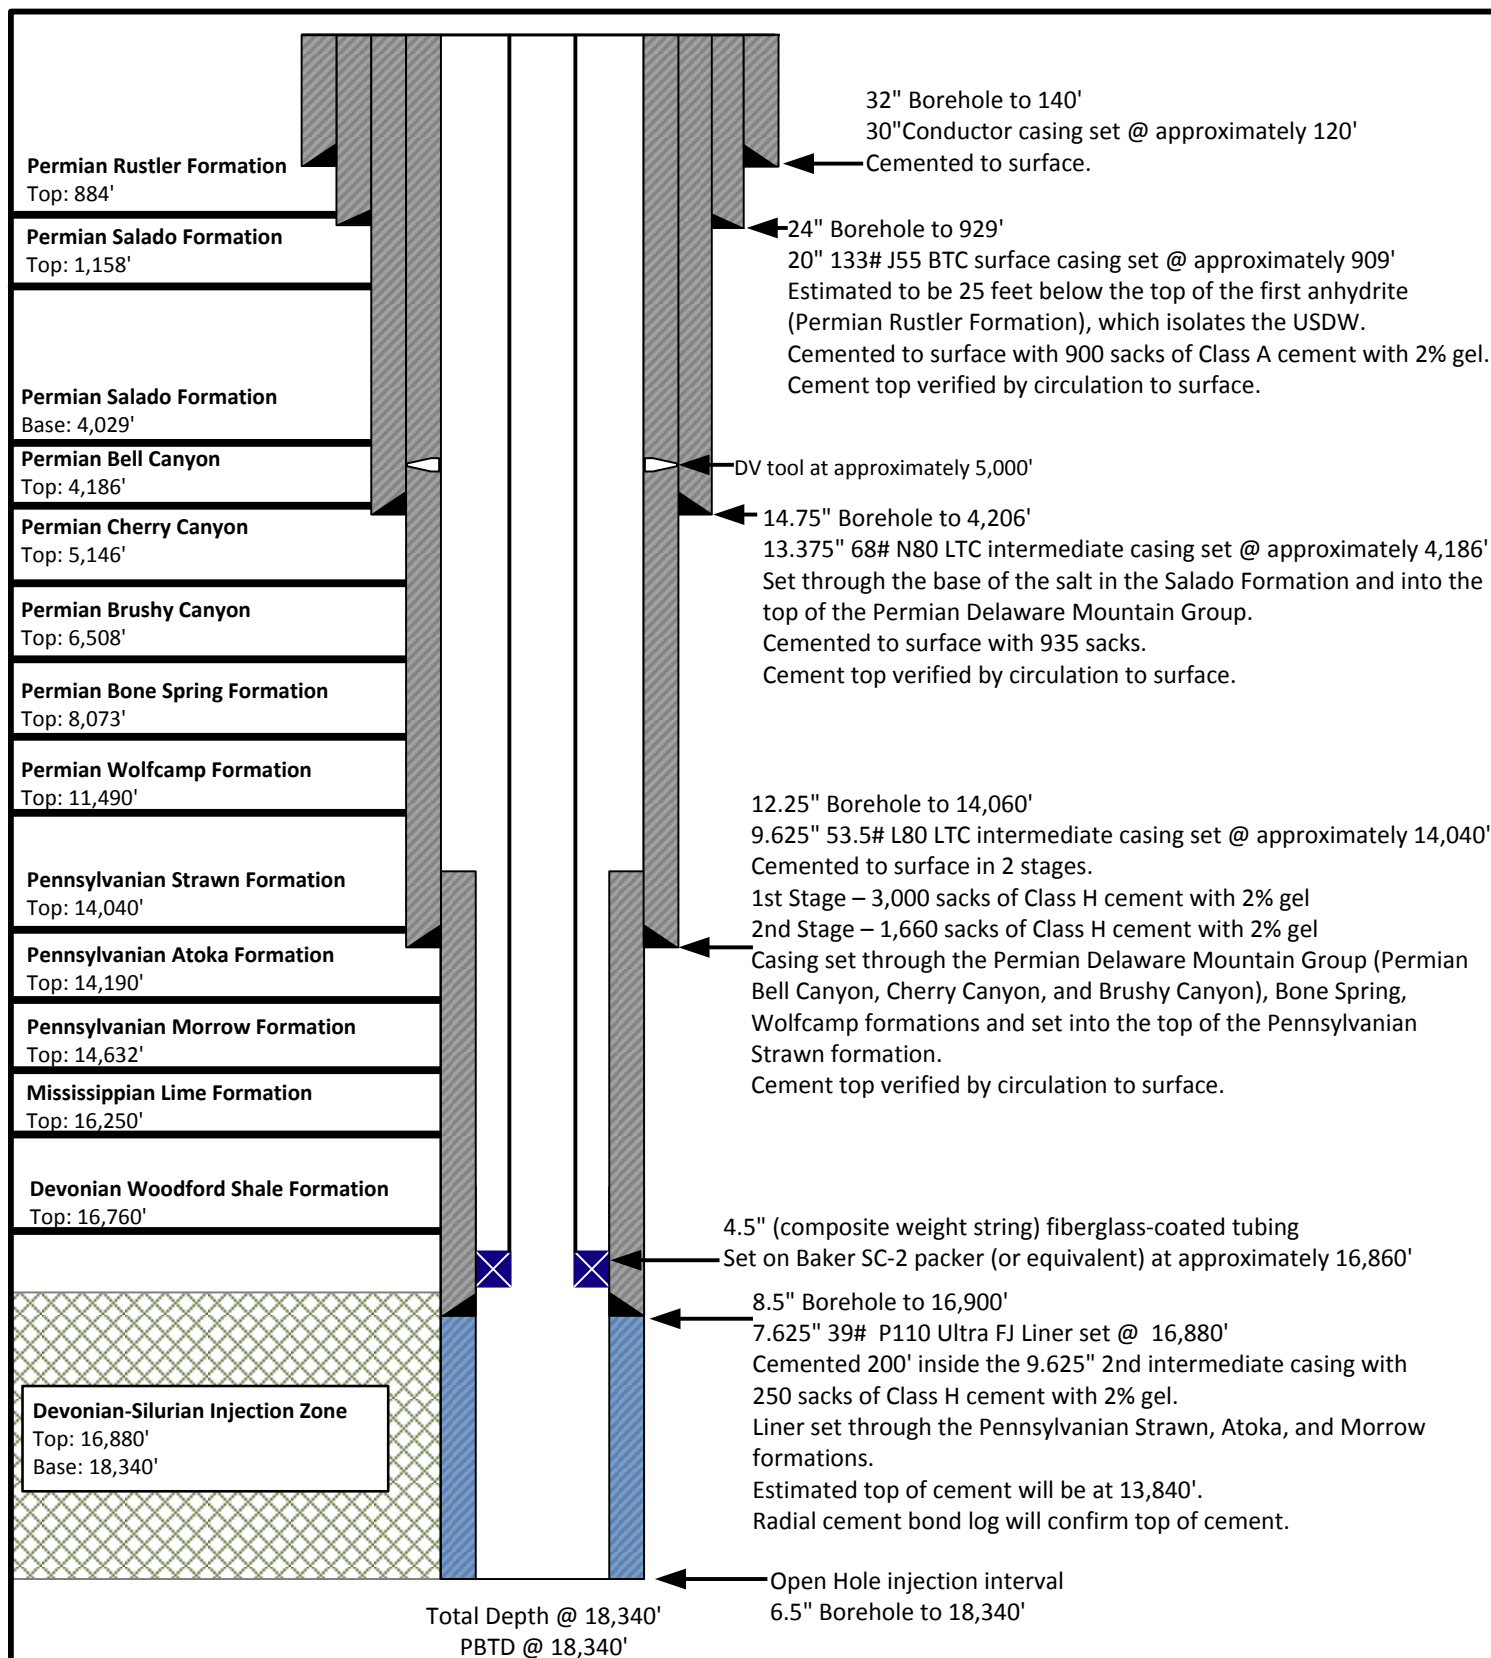 Permian Rustler Formation
Top: 884'
Permian Salado Formation
Top: 1,158'
Permian Salado Formation
Base: 4,029'
Permian Bell Canyon
Top: 4,186'
Permian Cherry Canyon
Top: 5,146'
Permian Brushy Canyon
Top: 6,508'
Permian Bone Spring Formation
Top: 8,073'
Permian Wolfcamp Formation
Top: 11,490'
Pennsylvanian Strawn Formation
Top: 14,040'
Pennsylvanian Atoka Formation
Top: 14,190'
Pennsylvanian Morrow Formation
Top: 14,632'
Mississippian Lime Formation
Top: 16,250'
Devonian Woodford Shale Formation
Top: 16,760'
Devonian-Silurian Injection Zone
Top: 16,880'
Base: 18,340'
32" Borehole to 140'
30"Conductor casing set @ approximately 120'
Cemented to surface.
24" Borehole to 929'
20" 133# J55 BTC surface casing set @ approximately 909'
Estimated to be 25 feet below the top of the first anhydrite
(Permian Rustler Formation), which isolates the USDW.
Cemented to surface with 900 sacks of Class A cement with 2% gel.
Cement top verified by circulation to surface.
DV tool at approximately 5,000'
14.75" Borehole to 4,206'
13.375" 68# N80 LTC intermediate casing set @ approximately 4,186'
Set through the base of the salt in the Salado Formation and into the
top of the Permian Delaware Mountain Group.
Cemented to surface with 935 sacks.
Cement top verified by circulation to surface.
12.25" Borehole to 14,060'
9.625" 53.5# L80 LTC intermediate casing set @ approximately 14,040'
Cemented to surface in 2 stages.
1st Stage – 3,000 sacks of Class H cement with 2% gel
2nd Stage – 1,660 sacks of Class H cement with 2% gel
Casing set through the Permian Delaware Mountain Group (Permian
Bell Canyon, Cherry Canyon, and Brushy Canyon), Bone Spring,
Wolfcamp formations and set into the top of the Pennsylvanian
Strawn formation.
Cement top verified by circulation to surface.
4.5" (composite weight string) fiberglass-coated tubing
Set on Baker SC-2 packer (or equivalent) at approximately 16,860'
8.5" Borehole to 16,900'
7.625" 39#  P110 Ultra FJ Liner set @  16,880'
Cemented 200' inside the 9.625" 2nd intermediate casing with
250 sacks of Class H cement with 2% gel.
Liner set through the Pennsylvanian Strawn, Atoka, and Morrow
formations.
Estimated top of cement will be at 13,840'.
Radial cement bond log will confirm top of cement.
Open Hole injection interval
6.5" Borehole to 18,340'
Total Depth @ 18,340'
PBTD @ 18,340'